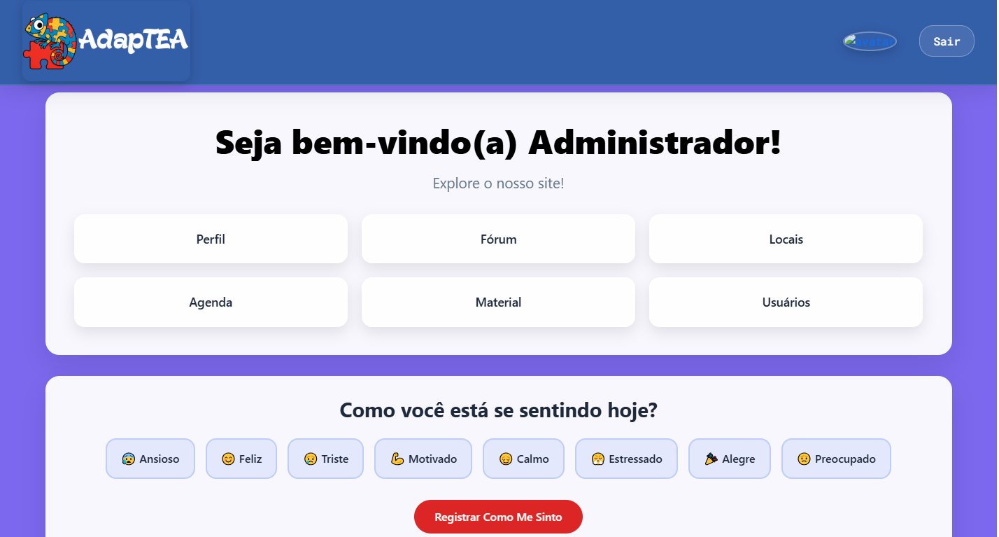 AdapTEA
avatar
Sair
Seja bem-vindo(a) Administrador!
Explore o nosso site!
Perfil
Fórum
Locais
Agenda
Material
Usuários
Como você está se sentindo hoje?
😰 Ansioso
😊 Feliz
😢 Triste
💪 Motivado
😌 Calmo
😤 Estressado
🎉 Alegre
😟 Preocupado
Registrar Como Me Sinto